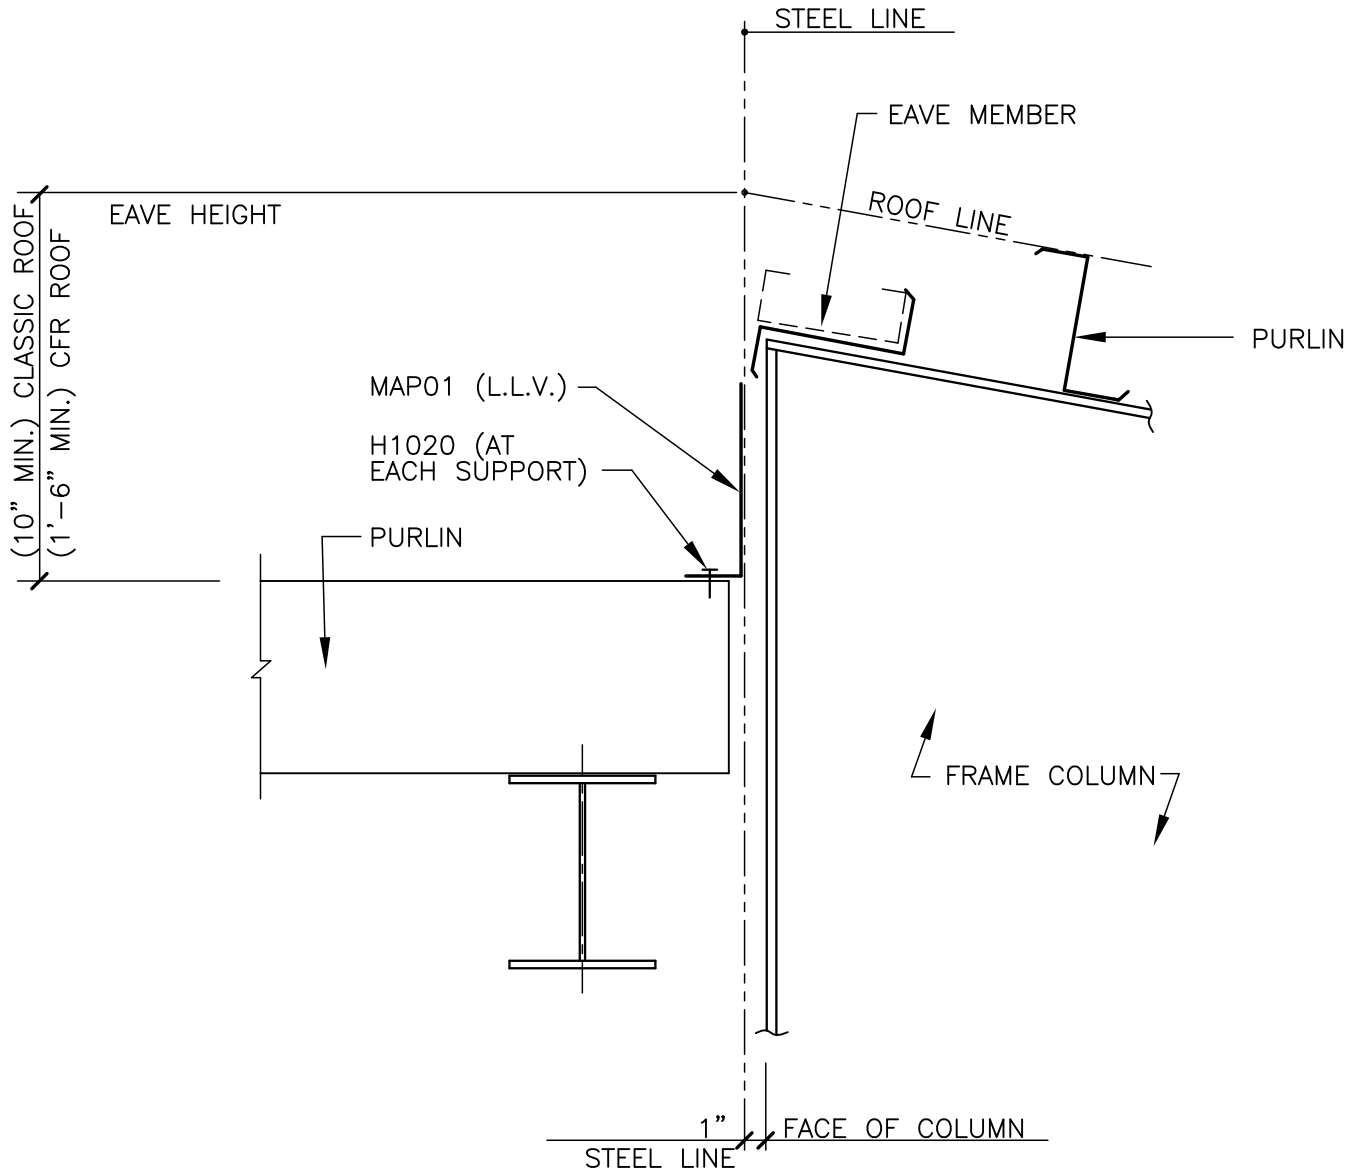 STEEL LINE
EAVE MEMBER
EAVE HEIGHT
ROOF LINE
(10" MIN.) CLASSIC ROOF
(1'-6" MIN.) CFR ROOF
PURLIN
MAP01 (L.L.V.)
H1020 (AT
EACH SUPPORT)
PURLIN
FRAME COLUMN
1"
FACE OF COLUMN
STEEL LINE